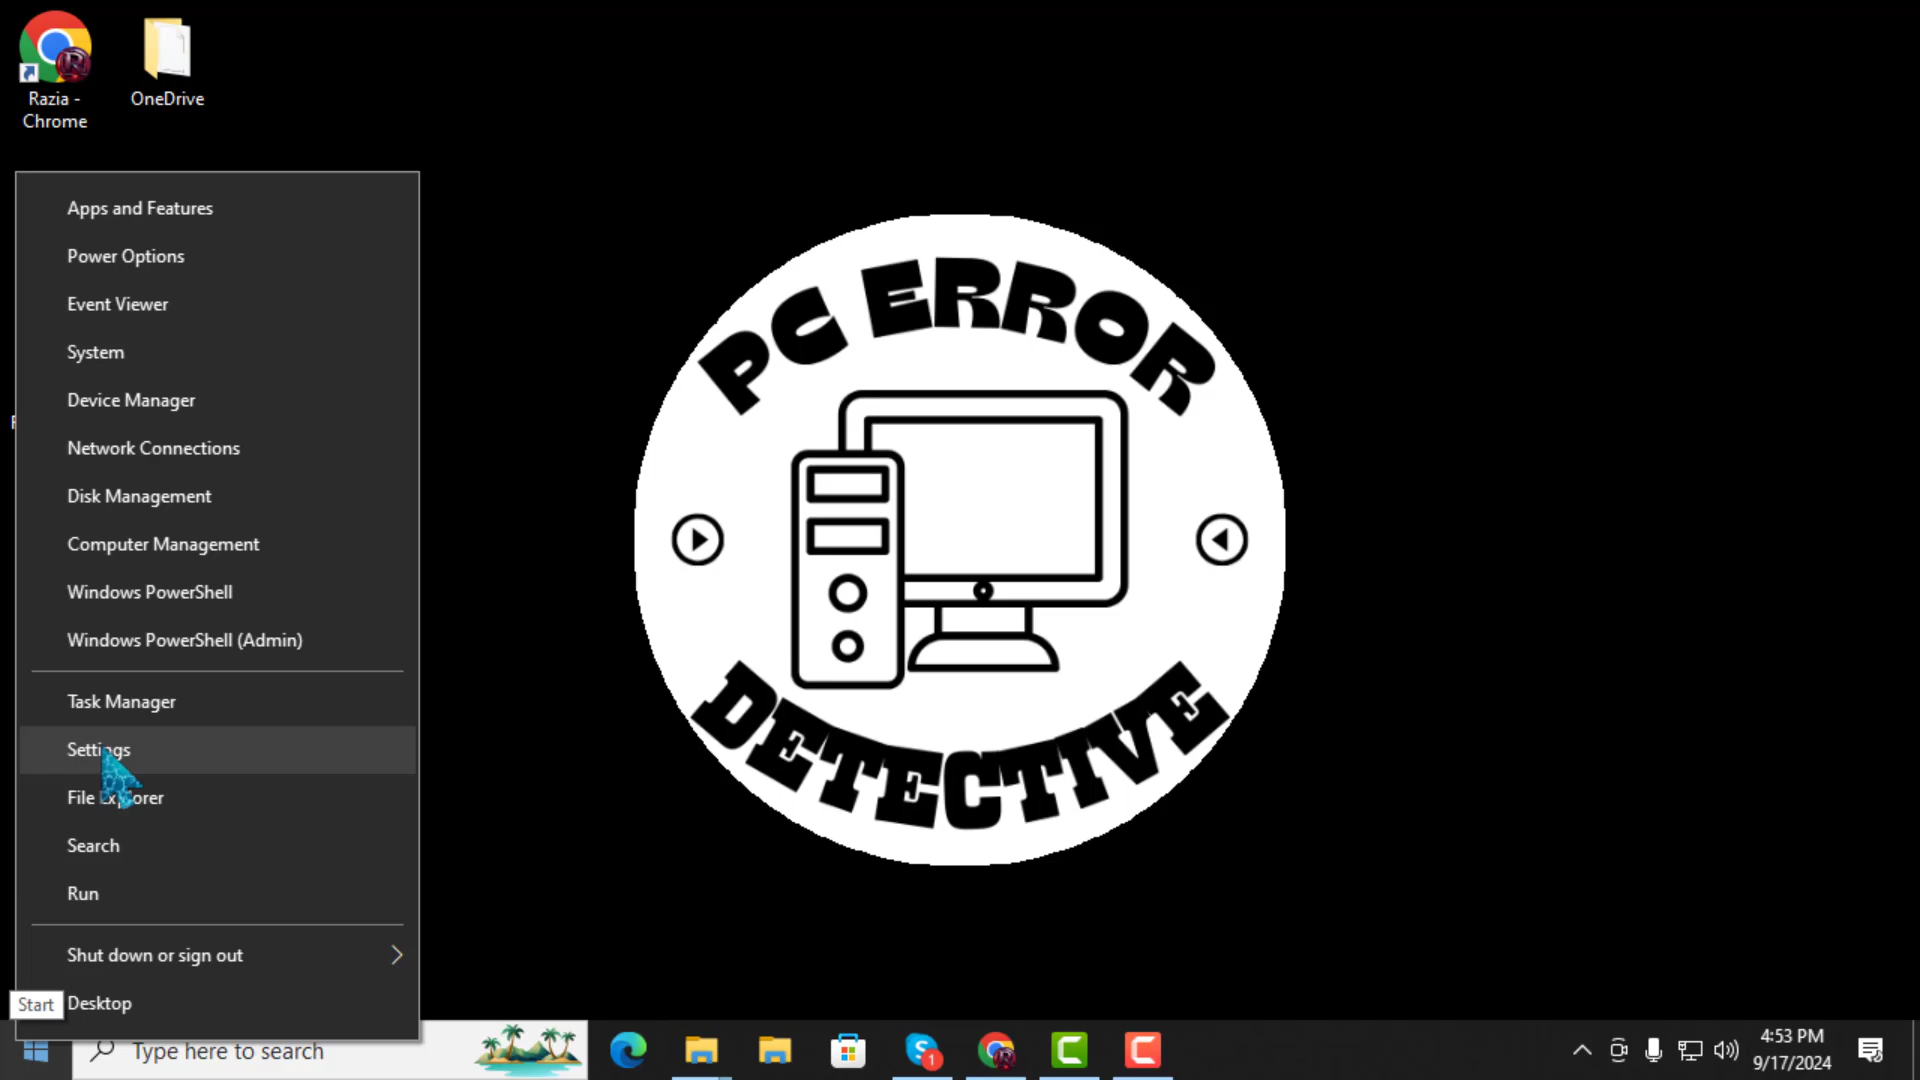 Razia -
Chrome
OneDrive
Apps and Features
Power Options
Event Viewer
System
Device Manager
Network Connections
Disk Management
Computer Management
Windows PowerShell
Windows PowerShell (Admin)
Task Manager
Settings
File Explorer
Search
Run
Shut down or sign out
Desktop
Start
PC ERROR
DETECTIVE
Type here to search
1
4:53 PM
9/17/2024